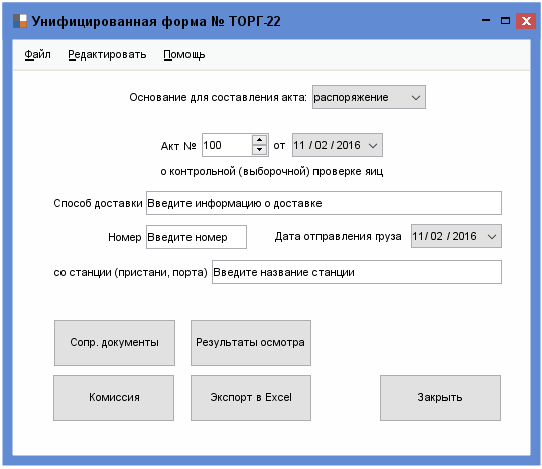 Унифицированная форма № ТОРГ-22
Файл Редактировать Помощь
Основание для составления акта: распоряжение
Акт № 100 от 11 / 02 / 2016
о контрольной (выборочной) проверке яиц
Способ доставки Введите информацию о доставке
Номер Введите номер Дата отправления груза 11/ 02 / 2016
со станции (пристани, порта) Введите название станции
Сопр. документы Результаты осмотра
Комиссия Экспорт в Excel Закрыть